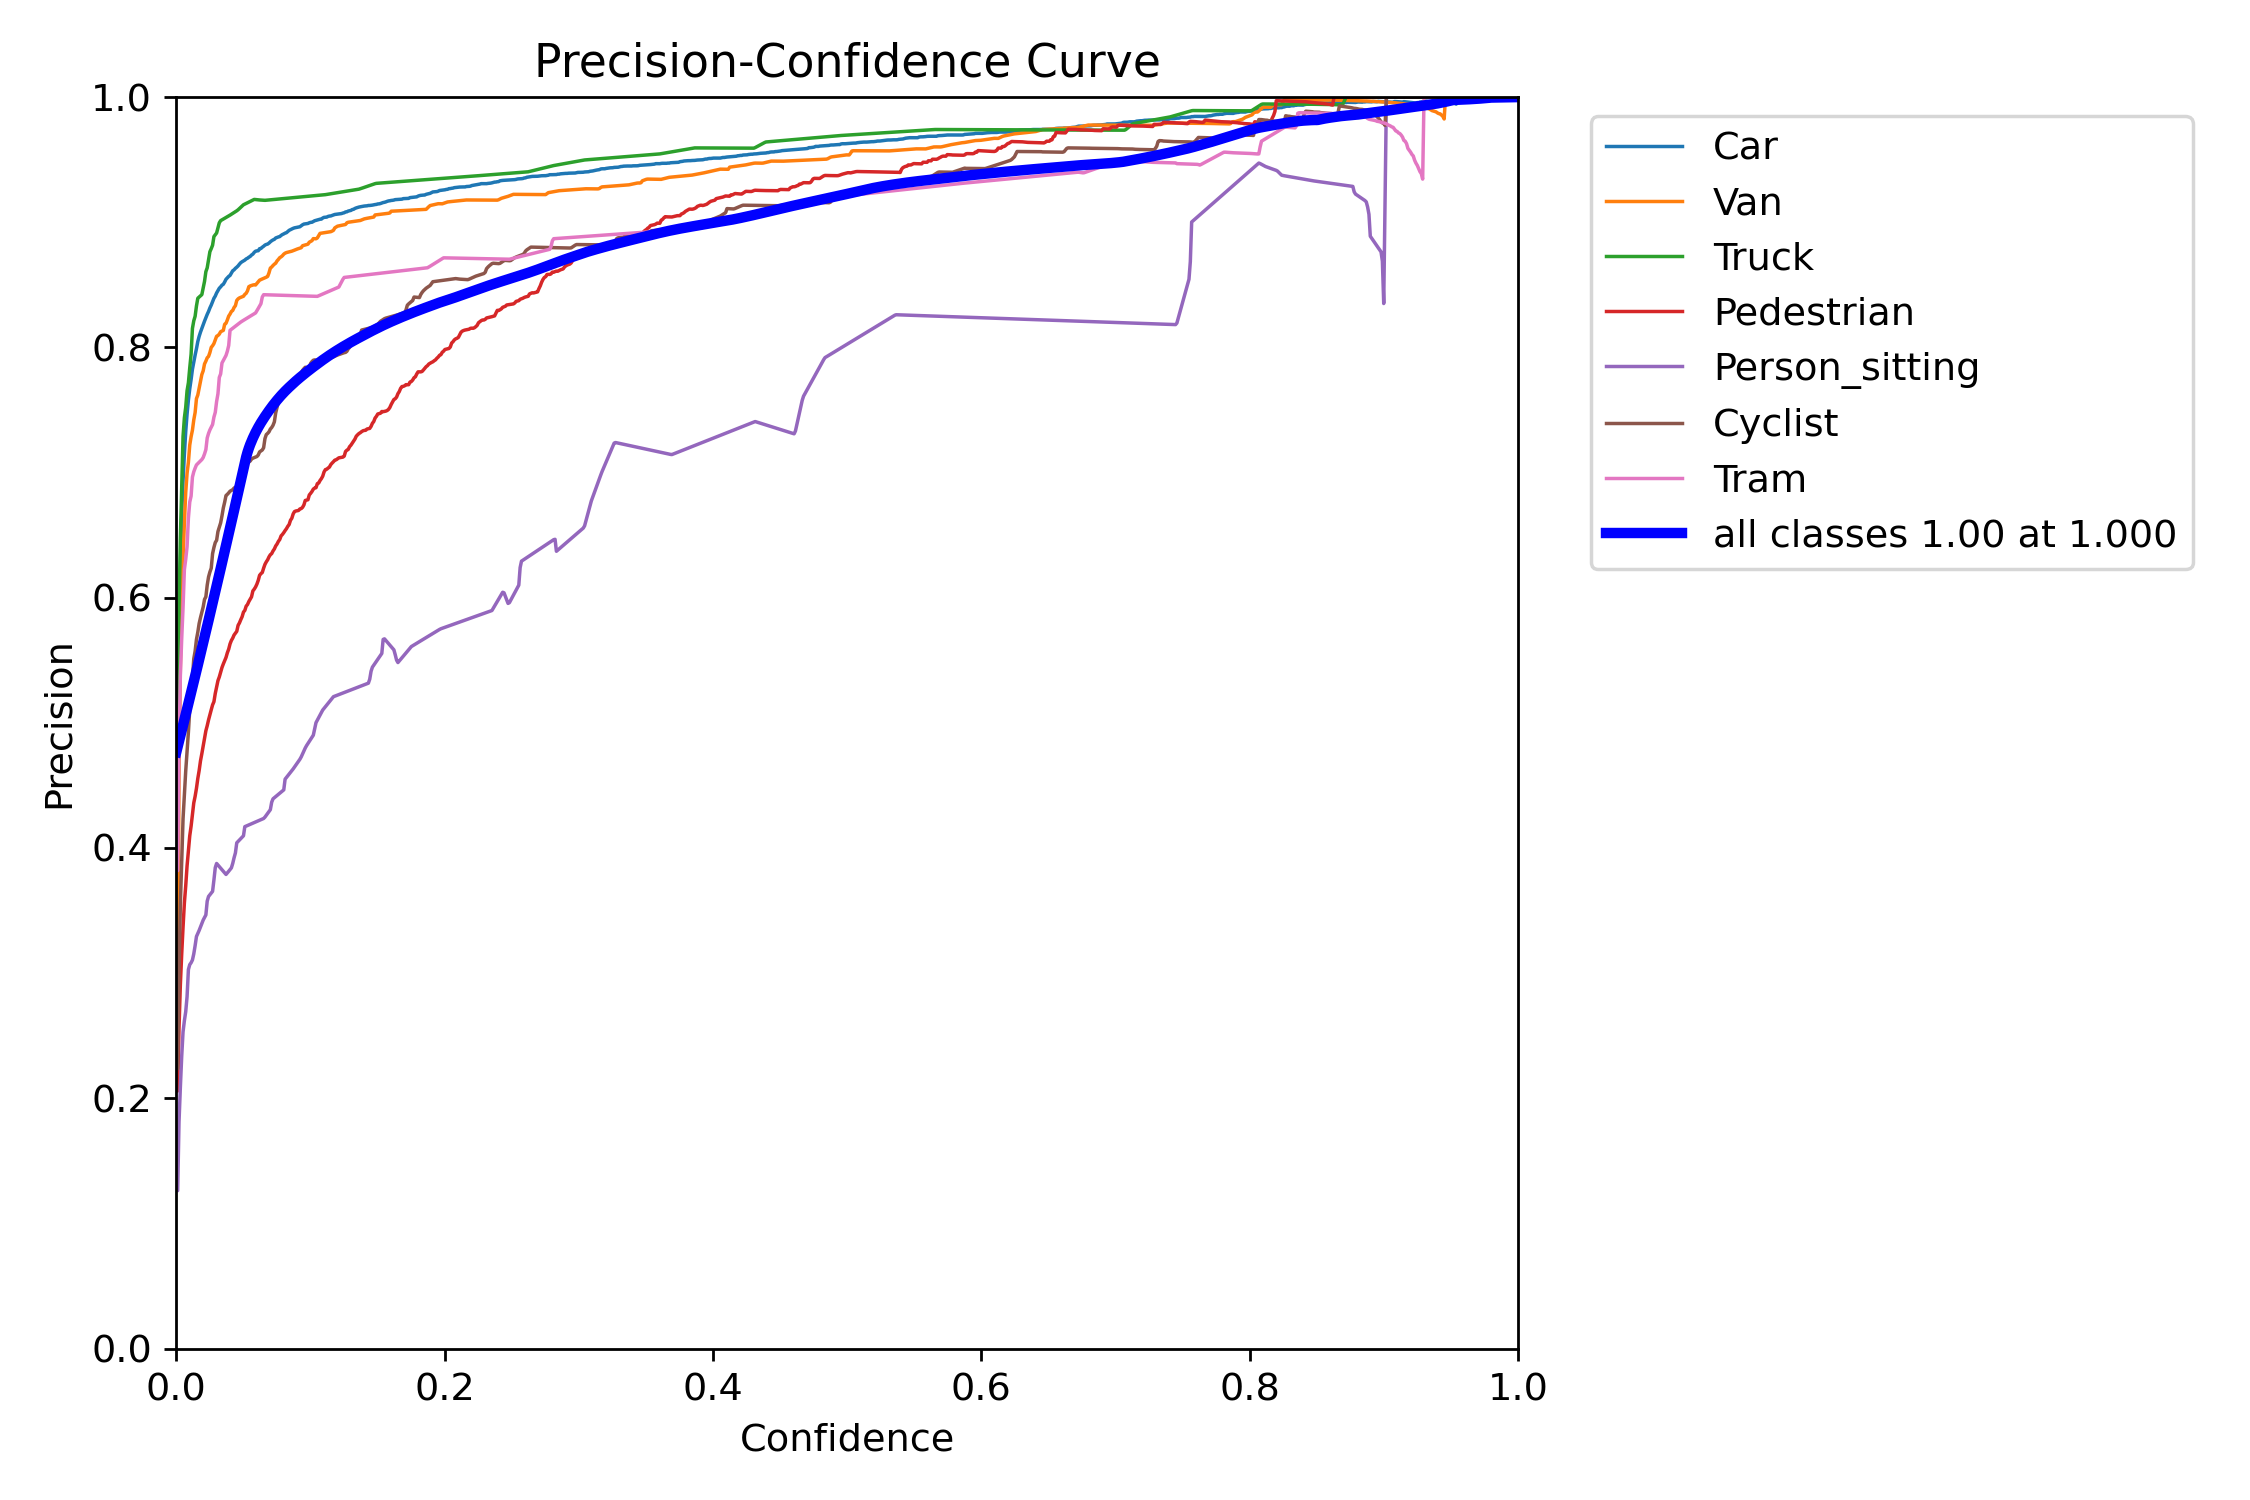 Precision-Confidence Curve
1.0
0.8
0.6
0.4
0.2
0.0
Precision
0.0 0.2 0.4 0.6 0.8 1.0
Confidence
Car
Van
Truck
Pedestrian
Person_sitting
Cyclist
Tram
all classes 1.00 at 1.000